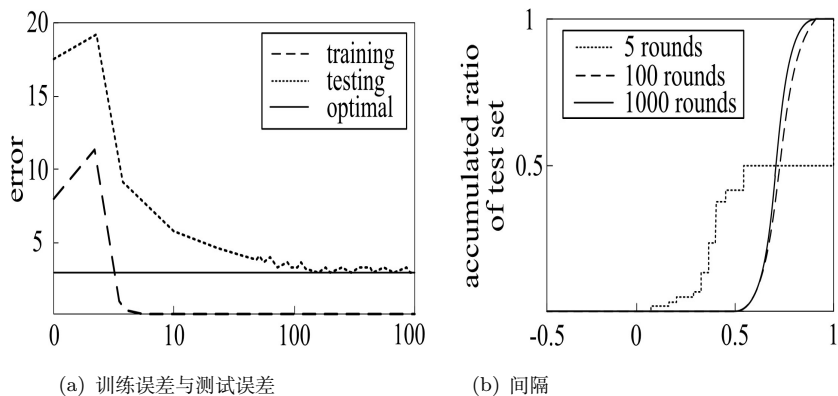 20
15
10
5
error
training
testing
optimal
0
10
100
100
(a) 训练误差与测试误差
1
0.5
accumulated ratio
of test set
5 rounds
100 rounds
1000 rounds
-0.5
0
0.5
1
(b) 间隔